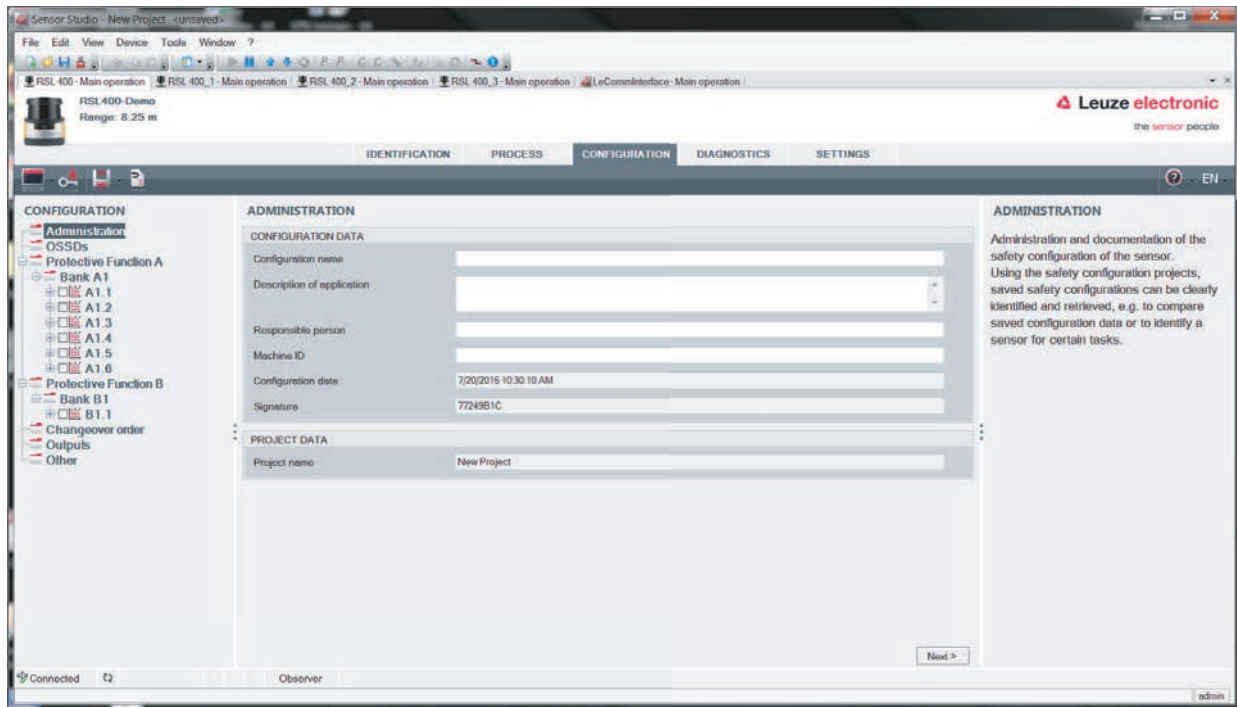 Sensor Studio - New Project <unsaved>
File Edit View Device Tools Window ?
RSL 400 - Main operation RSL 400_1 - Main operation RSL 400_2 - Main operation RSL 400_3 - Main operation LeCommInterface - Main operation
RSL400-Demo
Range: 8.25 m
Leuze electronic
the sensor people
IDENTIFICATION PROCESS CONFIGURATION DIAGNOSTICS SETTINGS
EN
CONFIGURATION
Administration
OSSDs
Protective Function A
Bank A1
A1.1
A1.2
A1.3
A1.4
A1.5
A1.6
Protective Function B
Bank B1
B1.1
Changeover order
Outputs
Other
ADMINISTRATION
CONFIGURATION DATA
Configuration name
Description of application
Responsible person
Machine ID
Configuration date 7/20/2015 10:30:10 AM
Signature 77249B1C
PROJECT DATA
Project name New Project
Next >
ADMINISTRATION
Administration and documentation of the
safety configuration of the sensor.
Using the safety configuration projects,
saved safety configurations can be clearly
identified and retrieved, e.g. to compare
saved configuration data or to identify a
sensor for certain tasks.
Connected Observer
admin